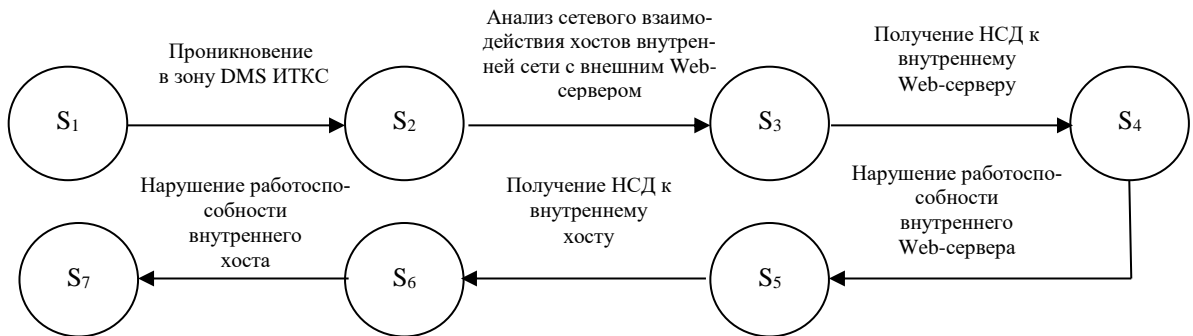 Проникновение
в зону DMS ИТКС
Анализ сетевого взаимо-
действия хостов внутрен-
ней сети с внешним Web-
сервером
Получение НСД к
внутреннему
Web-серверу
S1
S2
S3
S4
Нарушение работоспо-
собности
внутреннего
хоста
Получение НСД к
внутреннему
хосту
Нарушение работоспо-
собности
внутреннего
Web-сервера
S7
S6
S5